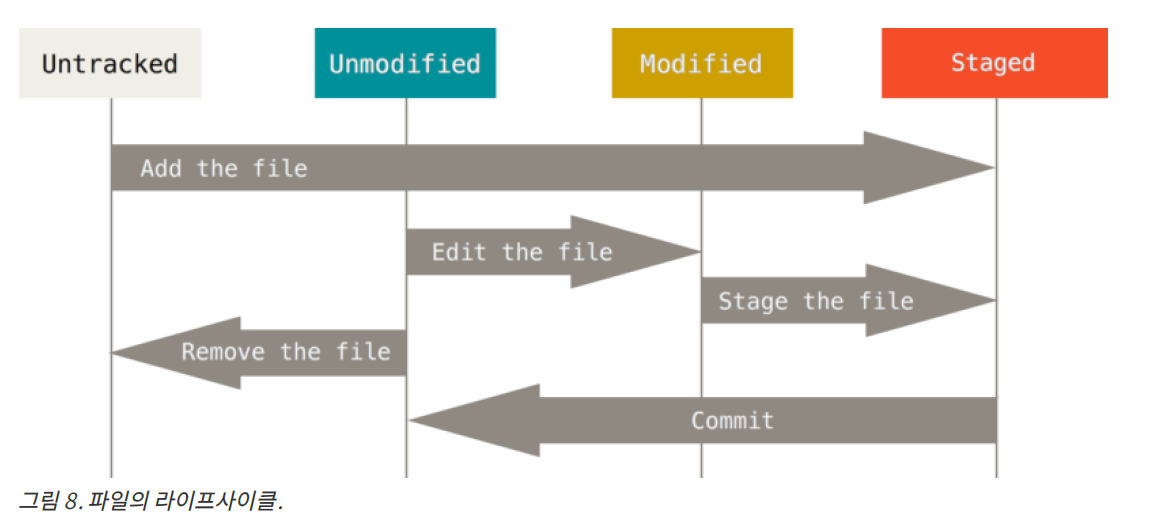 Untracked
Unmodified
Modified
Staged
Add the file
Edit the file
Stage the file
Remove the file
Commit
그림 8. 파일의 라이프사이클.